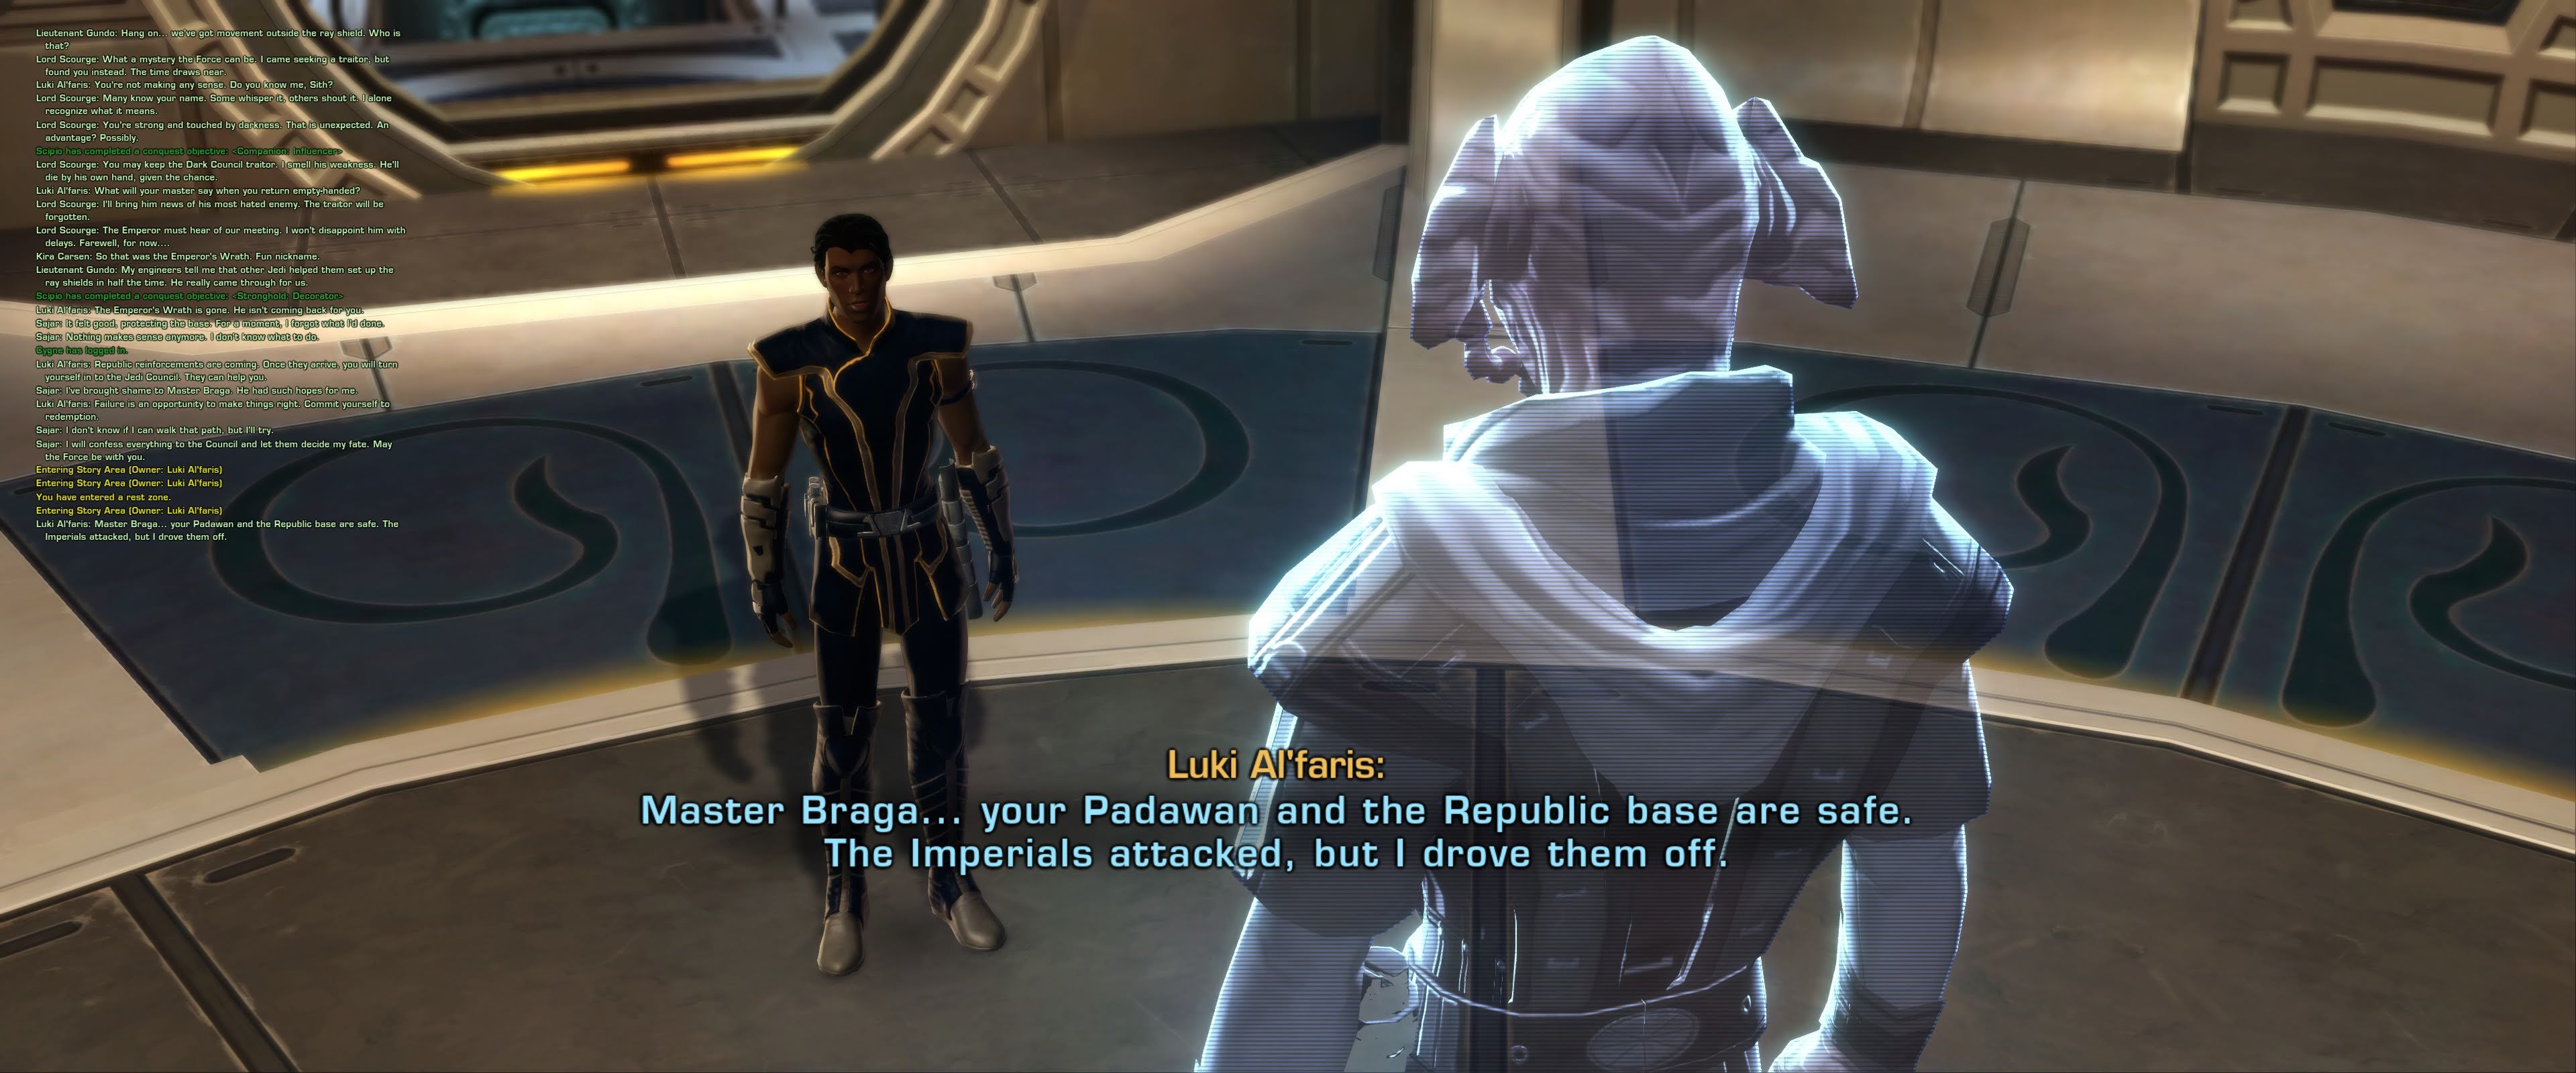 Lieutenant Gundo: Hang on... we've got movement outside the ray shield. Who is
that?
Lord Scourge: What a mystery the Force can be. I came seeking a traitor, but
found you instead. The time draws near.
Luki Al'faris: You're not making any sense. Do you know me, Sith?
Lord Scourge: Many know your name. Some whisper it, others shout it. I alone
recognize what it means.
Lord Scourge: You're strong and touched by darkness. That is unexpected. An
advantage? Possibly.
Scipio has completed a conquest objective: <Companion: Influencer>
Lord Scourge: You may keep the Dark Council traitor. I smell his weakness. He'll
die by his own hand, given the chance.
Luki Al'faris: What will your master say when you return empty-handed?
Lord Scourge: I'll bring him news of his most hated enemy. The traitor will be
forgotten.
Lord Scourge: The Emperor must hear of our meeting. I won't disappoint him with
delays. Farewell, for now....
Kira Carsen: So that was the Emperor's Wrath. Fun nickname.
Lieutenant Gundo: My engineers tell me that other Jedi helped them set up the
ray shields in half the time. He really came through for us.
Scipio has completed a conquest objective: <Stronghold: Decorator>
Luki Al'faris: The Emperor's Wrath is gone. He isn't coming back for you.
Sajar: It felt good, protecting the base. For a moment, I forgot what I'd done.
Sajar: Nothing makes sense anymore. I don't know what to do.
Cygne has logged in.
Luki Al'faris: Republic reinforcements are coming. Once they arrive, you will turn
yourself in to the Jedi Council. They can help you.
Sajar: I've brought shame to Master Braga. He had such hopes for me.
Luki Al'faris: Failure is an opportunity to make things right. Commit yourself to
redemption.
Sajar: I don't know if I can walk that path, but I'll try.
Sajar: I will confess everything to the Council and let them decide my fate. May
the Force be with you.
Entering Story Area (Owner: Luki Al'faris)
Entering Story Area (Owner: Luki Al'faris)
You have entered a rest zone.
Entering Story Area (Owner: Luki Al'faris)
Luki Al'faris: Master Braga... your Padawan and the Republic base are safe. The
Imperials attacked, but I drove them off.
Luki Al'faris:
Master Braga... your Padawan and the Republic base are safe.
The Imperials attacked, but I drove them off.